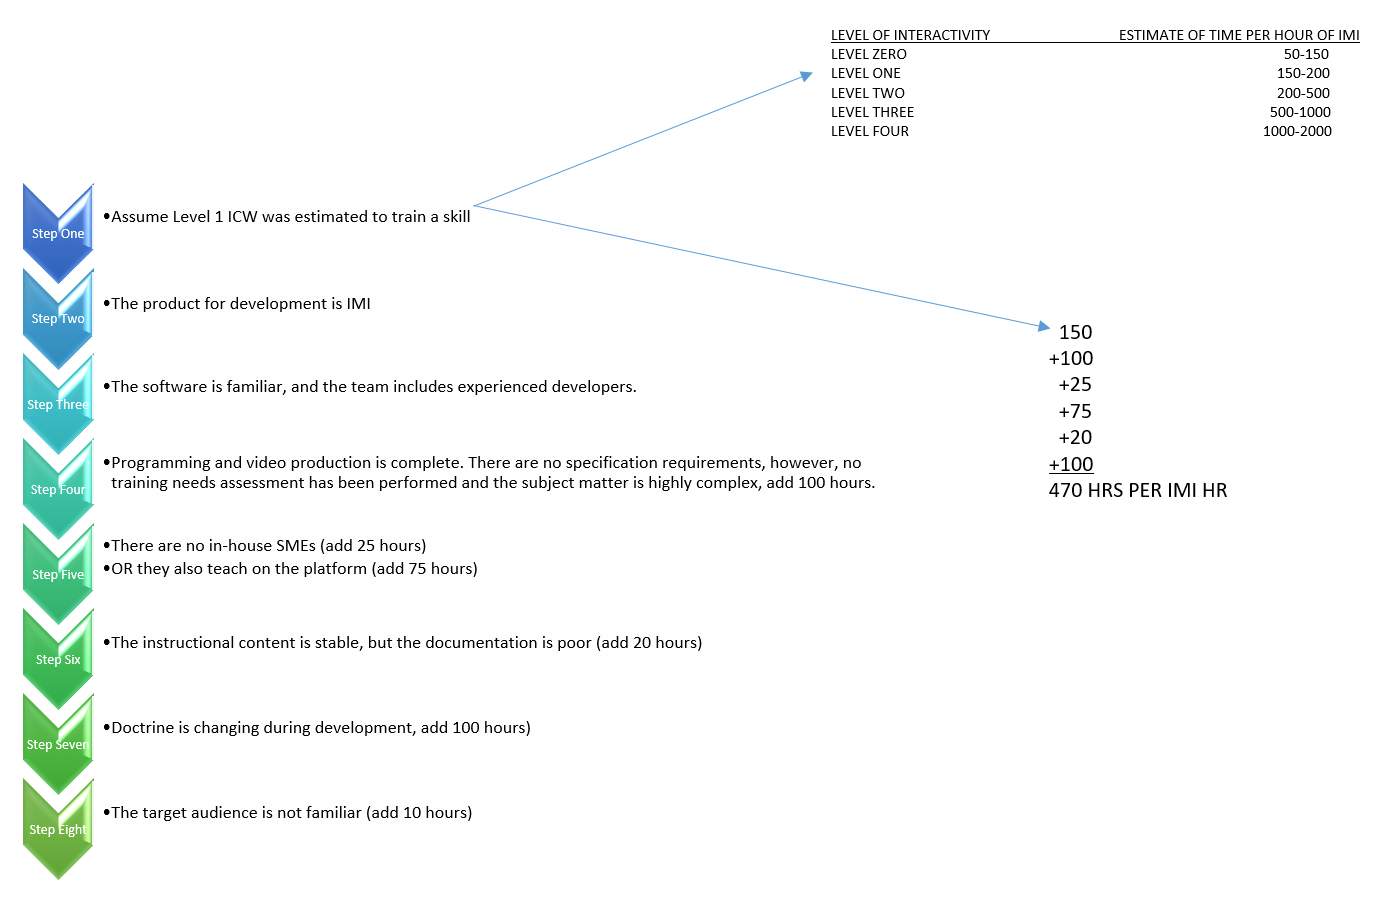 LEVEL OF INTERACTIVITY ESTIMATE OF TIME PER HOUR OF IMI
LEVEL ZERO 50-150
LEVEL ONE 150-200
LEVEL TWO 200-500
LEVEL THREE 500-1000
LEVEL FOUR 1000-2000
Step One
•Assume Level 1 ICW was estimated to train a skill
Step Two
•The product for development is IMI
Step Three
•The software is familiar, and the team includes experienced developers.
Step Four
•Programming and video production is complete. There are no specification requirements, however, no
training needs assessment has been performed and the subject matter is highly complex, add 100 hours.
Step Five
•There are no in-house SMEs (add 25 hours)
•OR they also teach on the platform (add 75 hours)
Step Six
•The instructional content is stable, but the documentation is poor (add 20 hours)
Step Seven
•Doctrine is changing during development, add 100 hours)
Step Eight
•The target audience is not familiar (add 10 hours)
150
+100
+25
+75
+20
+100
470 HRS PER IMI HR